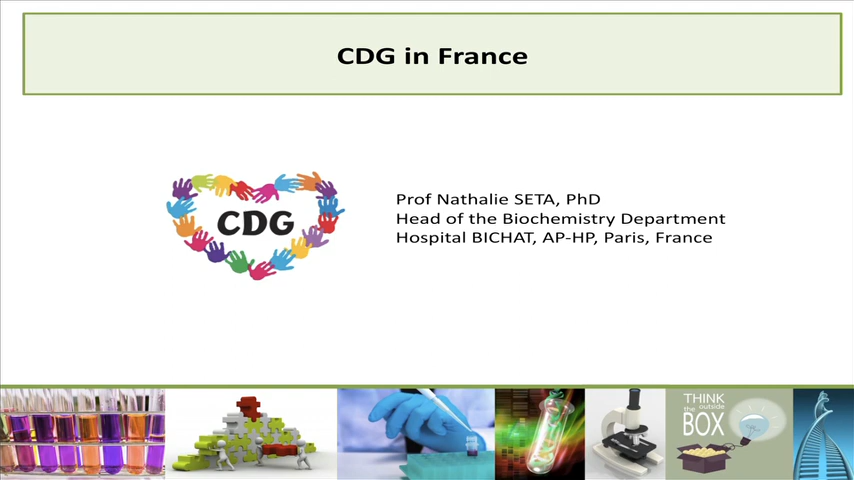 CDG in France
CDG
Prof Nathalie SETA, PhD
Head of the Biochemistry Department
Hospital BICHAT, AP-HP, Paris, France
THINK
outside
the
BOX